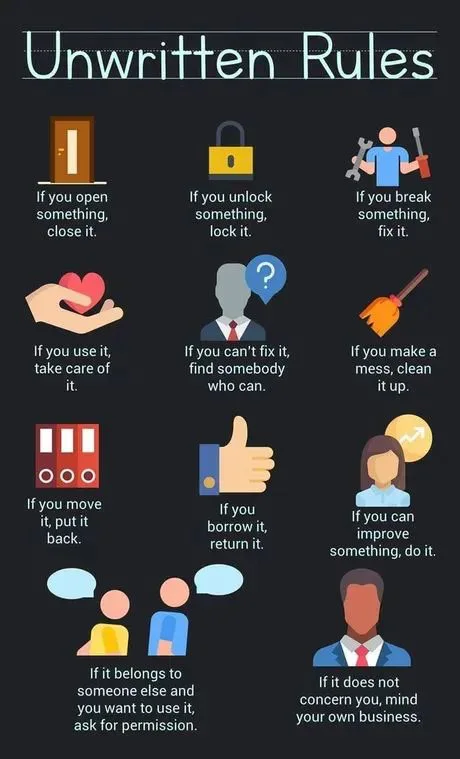 Unwritten Rules
If you open
something,
close it.
If you unlock
something,
lock it.
If you break
something,
fix it.
If you use it,
take care of
it.
If you can't fix it,
find somebody
who can.
If you make a
mess, clean
it up.
If you move
it, put it
back.
If you
borrow it,
return it.
If you can
improve
something, do it.
If it belongs to
someone else and
you want to use it,
ask for permission.
If it does not
concern you, mind
your own business.